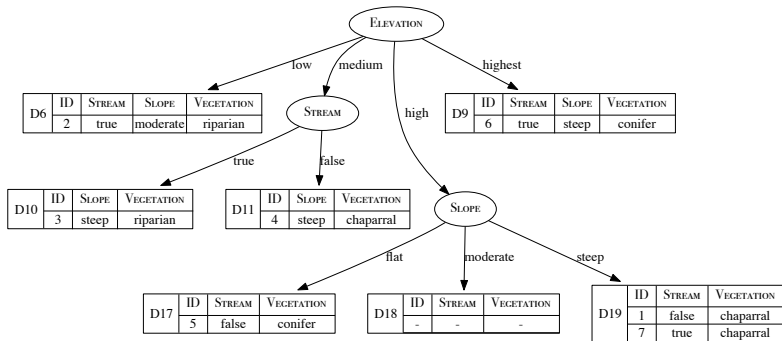 ELEVATION
low
medium
high
highest
D6
ID STREAM SLOPE VEGETATION
2 true moderate riparian
STREAM
D9
ID STREAM SLOPE VEGETATION
6 true steep conifer
true
false
D10
ID SLOPE VEGETATION
3 steep riparian
D11
ID SLOPE VEGETATION
4 steep chaparral
SLOPE
flat
moderate
steep
D17
ID STREAM VEGETATION
5 false conifer
D18
ID STREAM VEGETATION
- - -
D19
ID STREAM VEGETATION
1 false chaparral
7 true chaparral